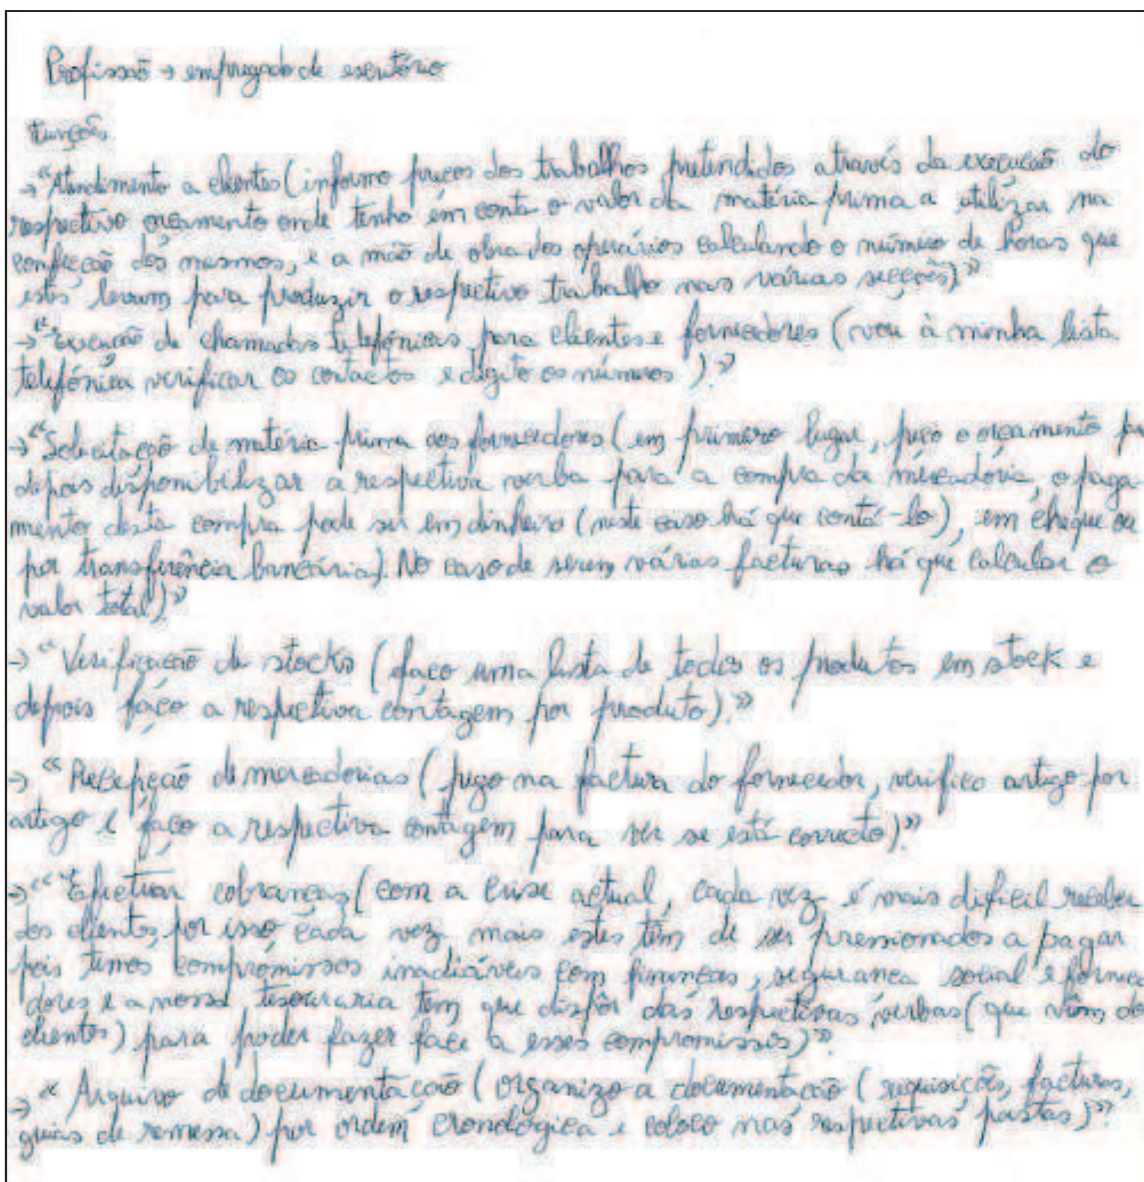 Profissão → empregado de escritório
Funções
→ "Atendimento a clientes (informo preços dos trabalhos pretendidos através da execução do
respectivo orçamento onde tenho em conta o valor da matéria prima a utilizar na
confecção dos mesmos, e a mão de obra dos operários calculando o número de horas que
estes levam para produzir o respectivo trabalho nas várias secções)."
→ "Execução de chamadas telefónicas para clientes e fornecedores (vou à minha lista
telefónica verificar os contactos e digito os números)."
→ "Solicitação de matéria prima aos fornecedores (em primeiro lugar, peço o orçamento
depois disponibilizar a respectiva verba para a compra da mercadoria, o paga-
mento desta compra pode ser em dinheiro (neste caso há que contá-lo), em cheque ou
por transferência bancária). No caso de serem várias facturas há que calcular o
valor total)."
→ "Verificação de stocks (faço uma lista de todos os produtos em stock e
depois faço a respectiva contagem por produto)."
→ "Recepção de mercadorias (pego na factura do fornecedor, verifico artigo por
artigo e faço a respectiva contagem para ver se está correcto)."
→ "Efectuar cobranças (com a crise actual, cada vez é mais difícil receber
dos clientes, por isso cada vez mais estes têm de ser pressionados a pagar
pois temos compromissos inadiáveis com finanças, segurança social e forne
dores e a nossa tesouraria tem que dispôr das respectivas verbas (que vêm do
clientes) para poder fazer face a esses compromissos)".
→ "Arquivo de documentação (organizo a documentação (requisições, facturas,
guias de remessa) por ordem cronológica e coloco nas respectivas pastas)".